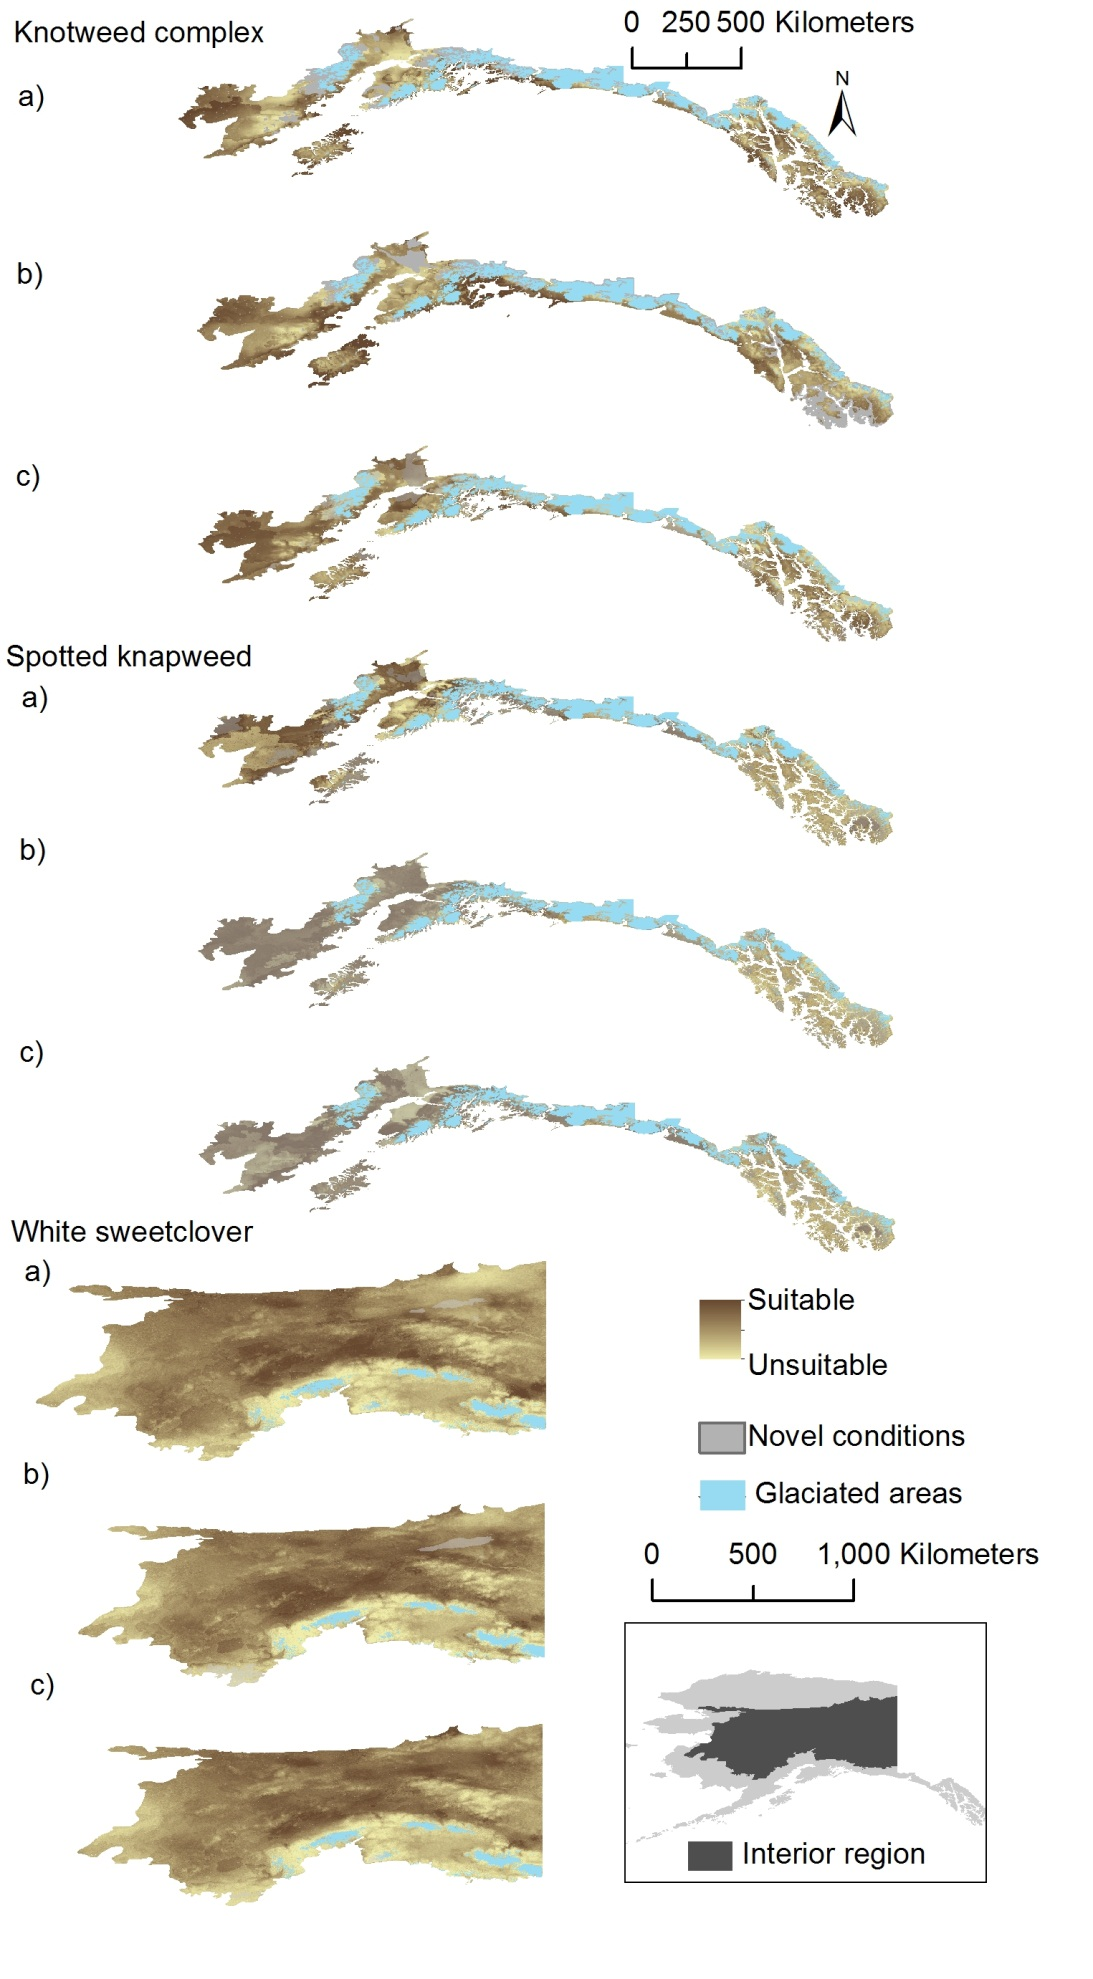 Knotweed complex
0 250 500 Kilometers
a)
N
b)
c)
Spotted knapweed
a)
b)
c)
White sweetclover
a)
Suitable
Unsuitable
Novel conditions
b)
Glaciated areas
0 500 1,000 Kilometers
c)
Interior region